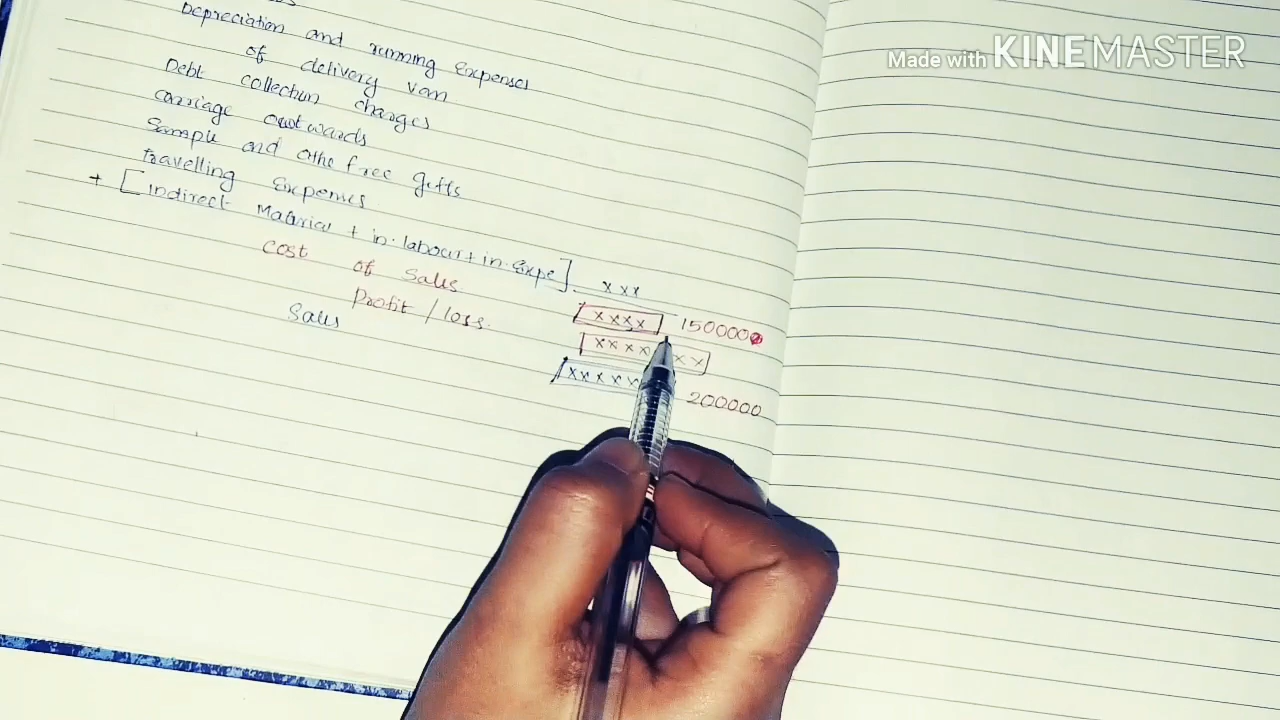 Depreciation and running Expenses
of delivery van
Debt collection charges
carriage outwards
Sample and othe free gifts
travelling Expenses
+ [indirect Material + in.labour + in.Expe] xxx
cost of Sales xxxx 150000
Profit / loss xxxx xx
Sales xxxxx 200000
Made with KINEMASTER